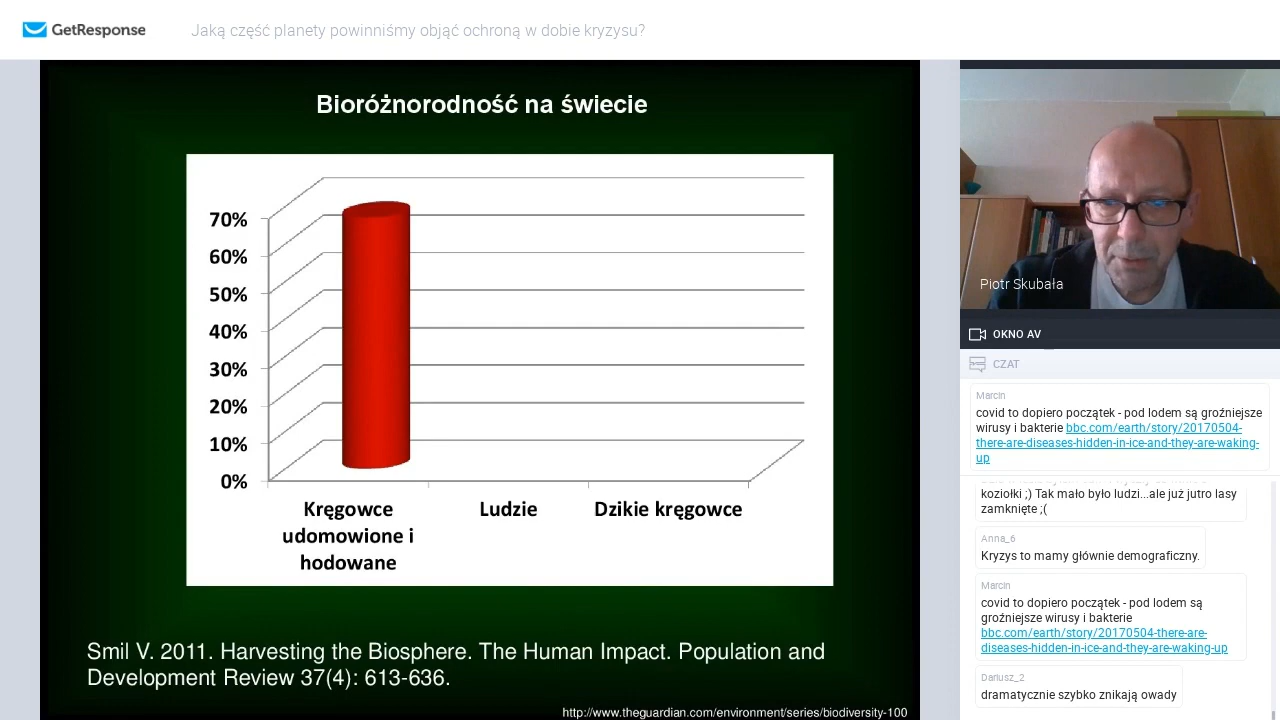 GetResponse
Jaką część planety powinniśmy objąć ochroną w dobie kryzysu?
Bioróżnorodność na świecie
70%
60%
50%
40%
30%
20%
10%
0%
Kręgowce
udomowione i
hodowane
Ludzie
Dzikie kręgowce
Smil V. 2011. Harvesting the Biosphere. The Human Impact. Population and
Development Review 37(4): 613-636.
http://www.theguardian.com/environment/series/biodiversity-100
Piotr Skubała
OKNO AV
CZAT
Marcin
covid to dopiero początek - pod lodem są groźniejsze
wirusy i bakterie bbc.com/earth/story/20170504-
there-are-diseases-hidden-in-ice-and-they-are-waking-
up
koziołki ;) Tak mało było ludzi...ale już jutro lasy
zamknięte ;(
Anna_6
Kryzys to mamy głównie demograficzny.
Marcin
covid to dopiero początek - pod lodem są
groźniejsze wirusy i bakterie
bbc.com/earth/story/20170504-there-are-
diseases-hidden-in-ice-and-they-are-waking-up
Dariusz_2
dramatycznie szybko znikają owady